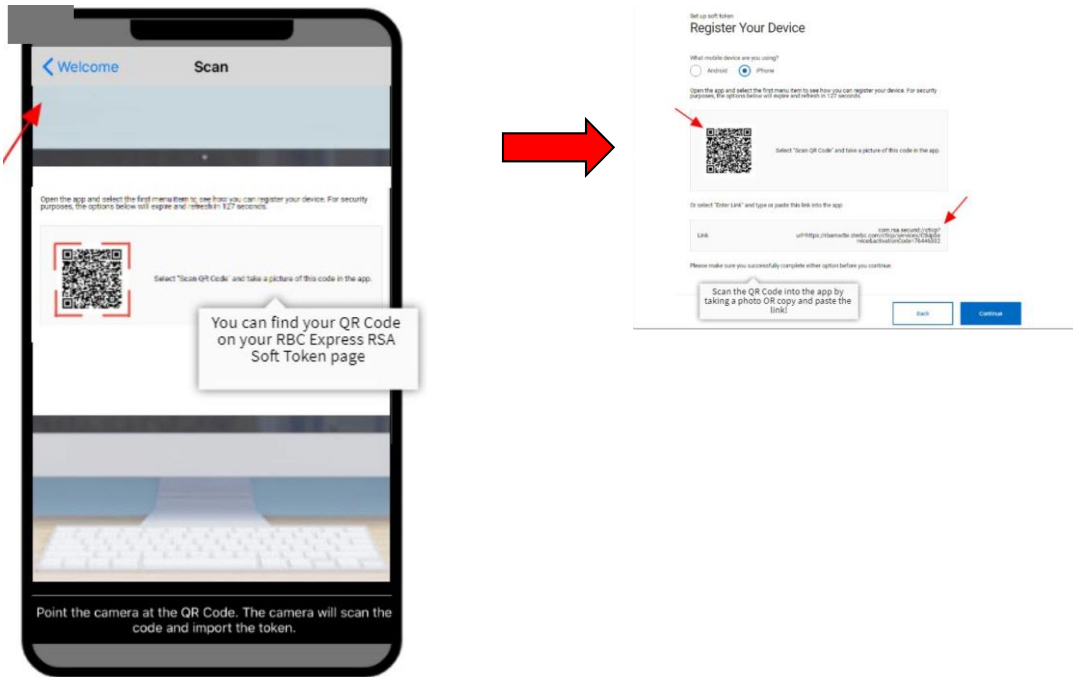 Welcome
Scan
Open the app and select the first menu item to see how you can register your device. For security
purposes, the options below will expire and refresh in 127 seconds.
Select "Scan QR Code" and take a picture of this code in the app.
You can find your QR Code
on your RBC Express RSA
Soft Token page
Point the camera at the QR Code. The camera will scan the
code and import the token.
Set up soft token
Register Your Device
What mobile device are you using?
Android
iPhone
Open the app and select the first menu item to see how you can register your device. For security
purposes, the options below will expire and refresh in 127 seconds.
Select "Scan QR Code" and take a picture of this code in the app.
Or select "Enter Link" and type or paste this link into the app
Link
Please make sure you successfully complete either option before you continue.
Scan the QR Code into the app by
taking a photo OR copy and paste the
link!
Back
Continue